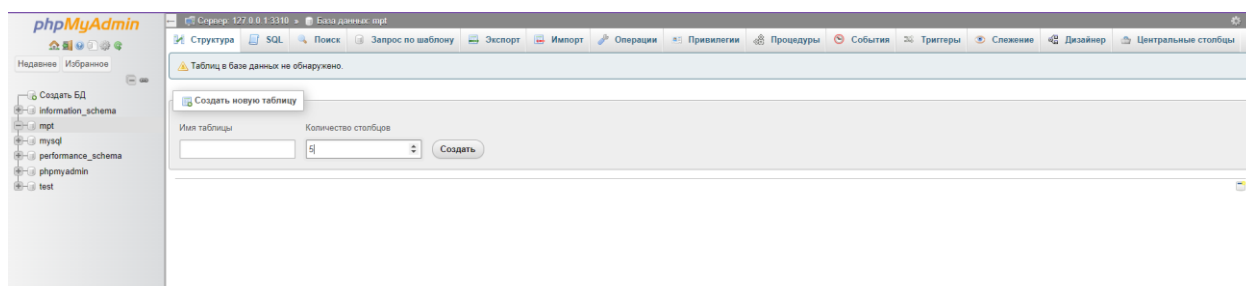 phpMyAdmin
Недавнее Избранное
Создать БД
information_schema
mpt
mysql
performance_schema
phpmyadmin
test
Сервер: 127.0.0.1:3310 » База данных: mpt
Структура SQL Поиск Запрос по шаблону Экспорт Импорт Операции Привилегии Процедуры События Триггеры Слежение Дизайнер Центральные столбцы
Таблиц в базе данных не обнаружено.
Создать новую таблицу
Имя таблицы Количество столбцов
5 Создать